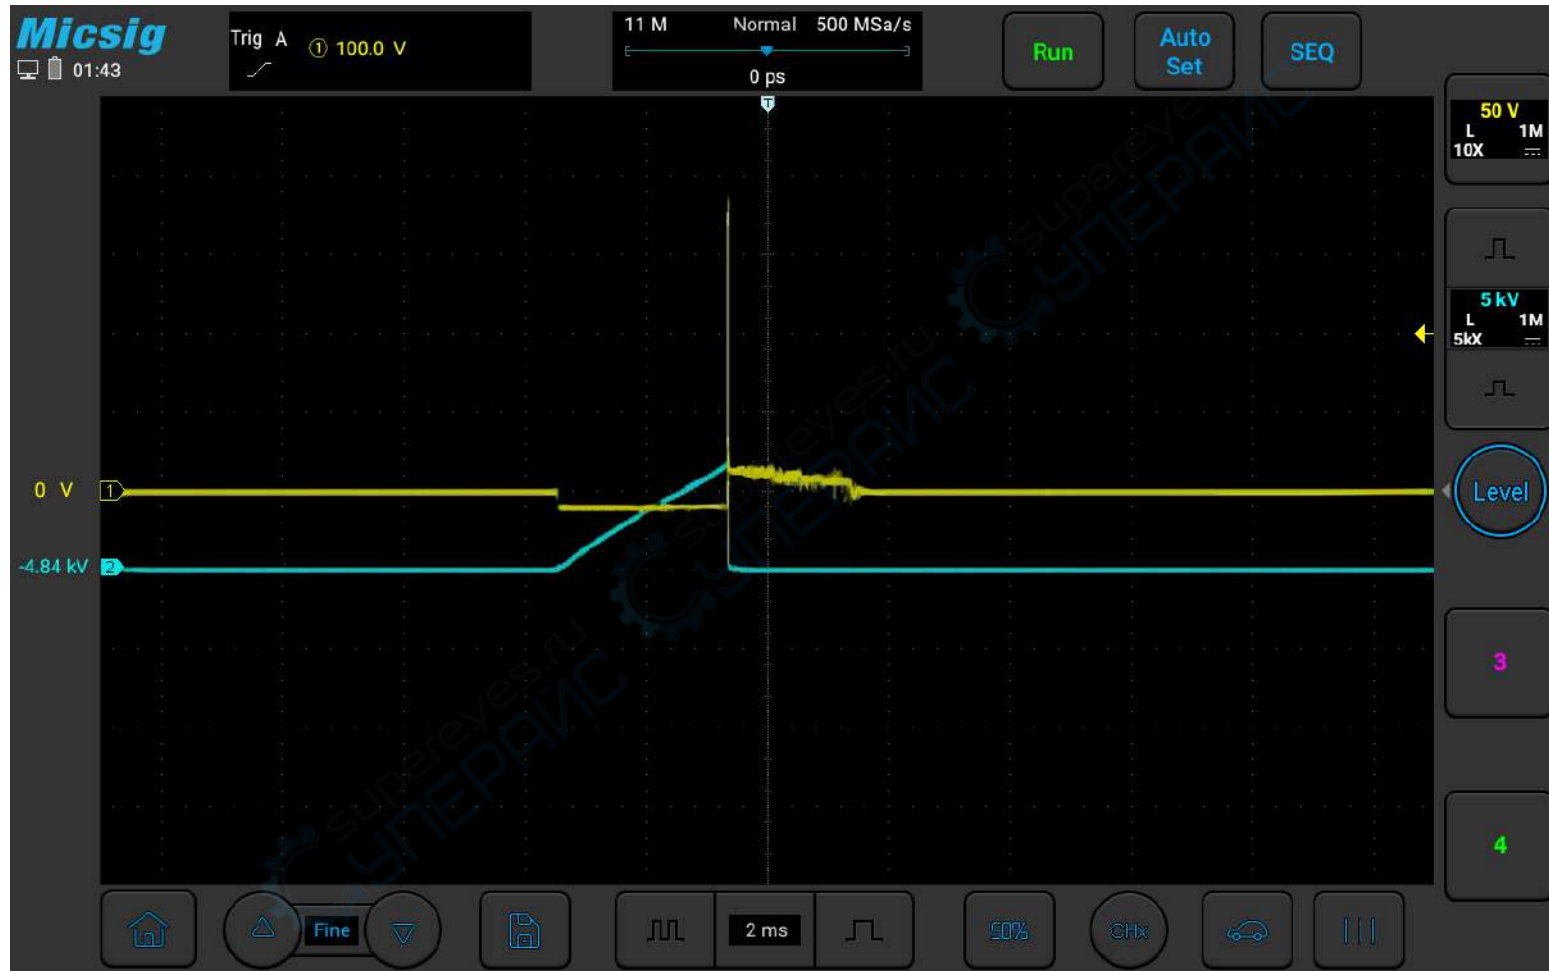 Micsig
01:43
Trig A
① 100.0 V
11 M Normal 500 MSa/s
0 ps
Run
Auto
Set
SEQ
T
50 V
L 1M
10X
5 kV
L 1M
5kX
0 V
1
Level
-4.84 kV
2
3
4
Fine
2 ms
50%
CHx
supereyes.ru
СУПЕРАЙС
supereyes.ru
СУПЕРАЙС
supereyes.ru
СУПЕРАЙС